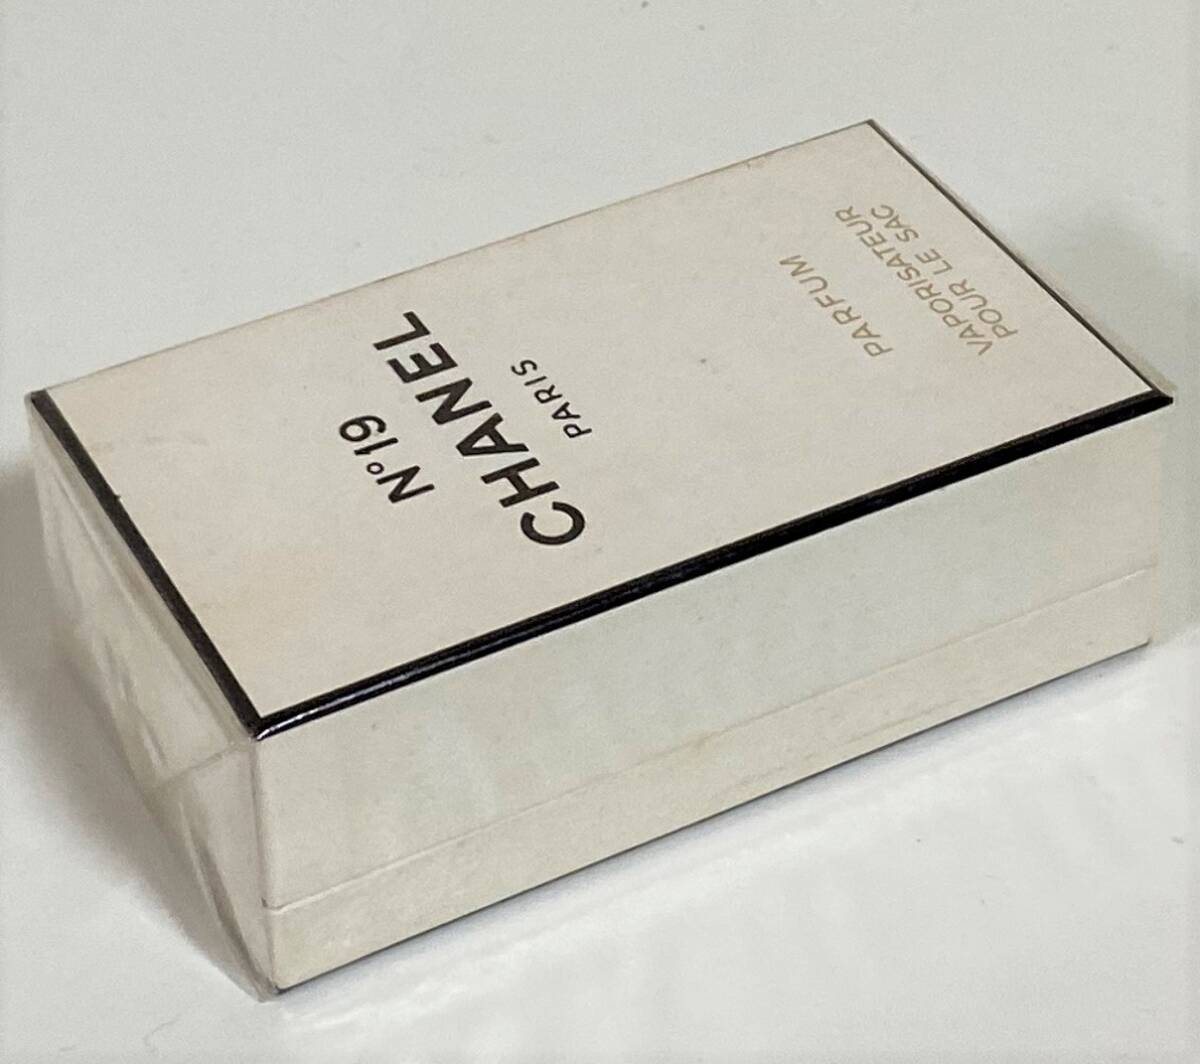 N°19
CHANEL
PARIS
PARFUM
VAPORISATEUR
POUR LE SAC